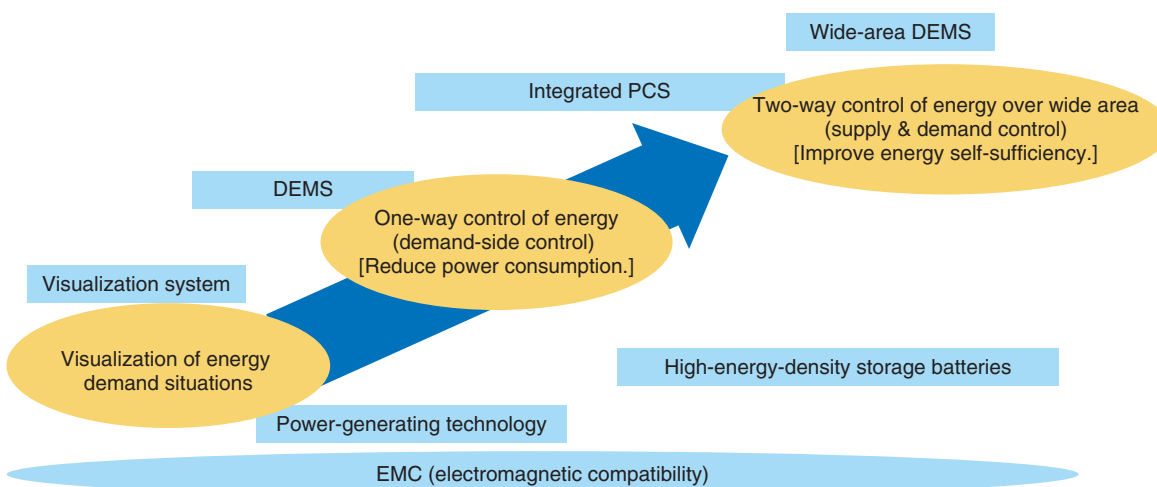 Wide-area DEMS
Integrated PCS
Two-way control of energy over wide area
(supply & demand control)
[Improve energy self-sufficiency.]
DEMS
One-way control of energy
(demand-side control)
[Reduce power consumption.]
Visualization system
Visualization of energy
demand situations
High-energy-density storage batteries
Power-generating technology
EMC (electromagnetic compatibility)